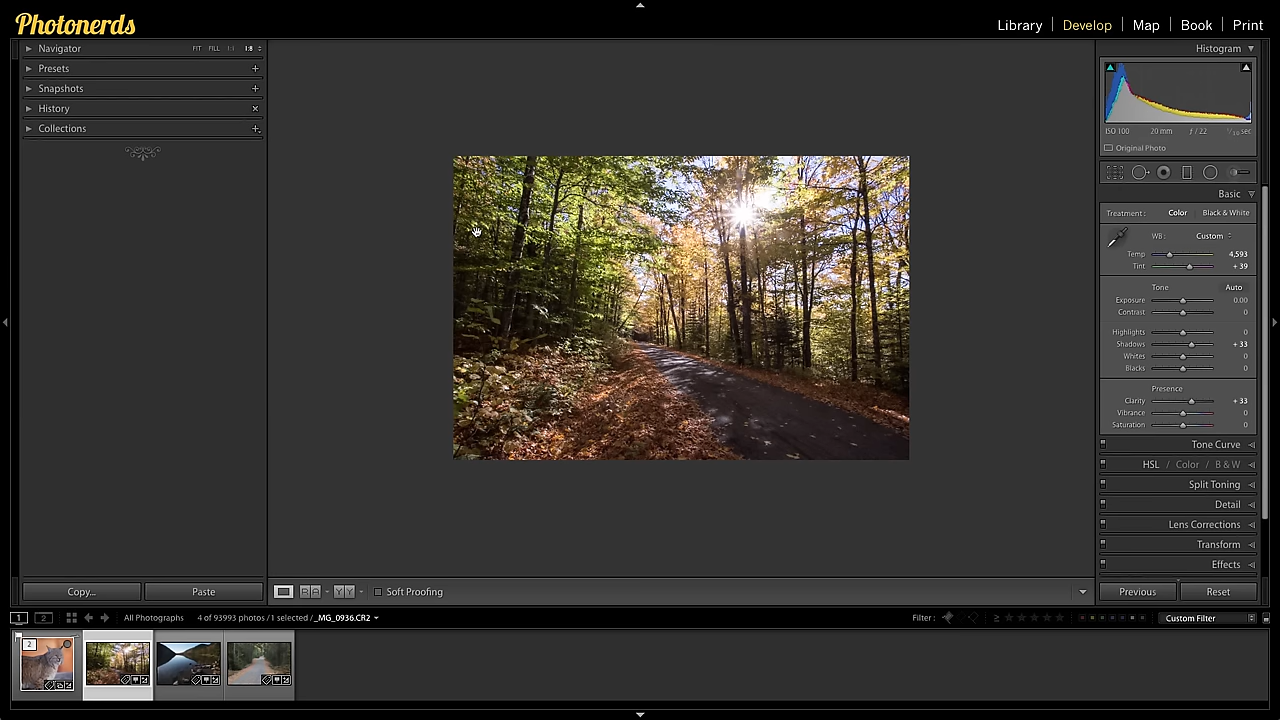 Photonerds
Library | Develop | Map | Book | Print
Navigator FIT FILL 1:1 1:8
Presets
Snapshots
History
Collections
Histogram
ISO 100 20 mm ƒ / 22 1/10 sec
Original Photo
Basic
Treatment : Color Black & White
WB : Custom
Temp 4,593
Tint + 39
Tone Auto
Exposure 0.00
Contrast 0
Highlights 0
Shadows + 33
Whites 0
Blacks 0
Presence
Clarity + 33
Vibrance 0
Saturation 0
Tone Curve
HSL / Color / B & W
Split Toning
Detail
Lens Corrections
Transform
Effects
Copy... Paste
R A Y Y Soft Proofing
Previous Reset
1 2 All Photographs 4 of 93993 photos / 1 selected / _MG_0936.CR2 Filter : Custom Filter
2